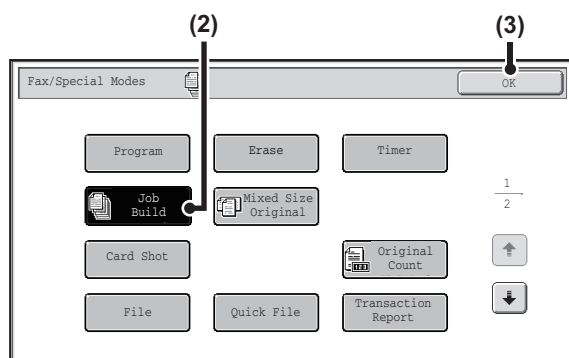 (2)
(3)
Fax/Special Modes
OK
Program
Erase
Timer
Job
Build
Mixed Size
Original
1
2
Card Shot
Original
Count
File
Quick File
Transaction
Report